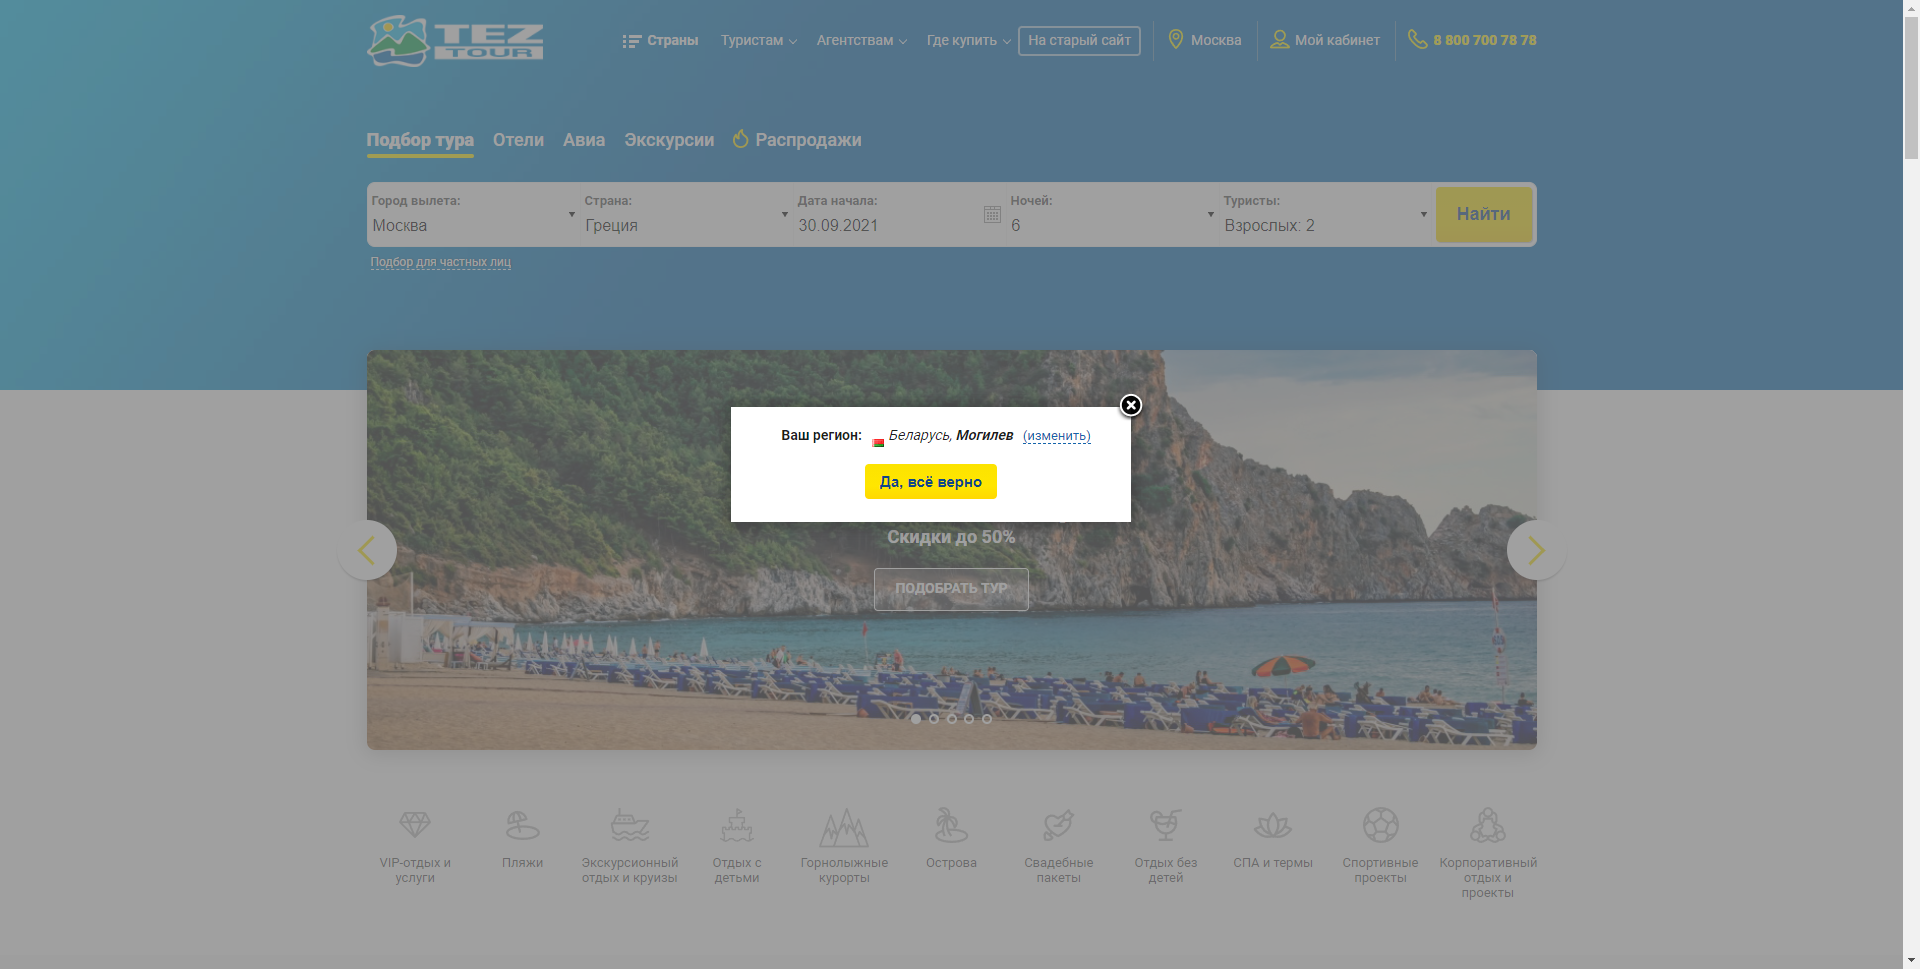 TEZ TOUR
Страны Туристам Агентствам Где купить На старый сайт Москва Мой кабинет 8 800 700 78 78
Подбор тура Отели Авиа Экскурсии Распродажи
Город вылета: Страна: Дата начала: Ночей: Туристы:
Москва Греция 30.09.2021 6 Взрослых: 2 Найти
Подбор для частных лиц
Ваш регион: Беларусь, Могилев (изменить)
Да, всё верно
Скидки до 50%
ПОДОБРАТЬ ТУР
VIP-отдых и услуги
Пляжи
Экскурсионный отдых и круизы
Отдых с детьми
Горнолыжные курорты
Острова
Свадебные пакеты
Отдых без детей
СПА и термы
Спортивные проекты
Корпоративный отдых и проекты